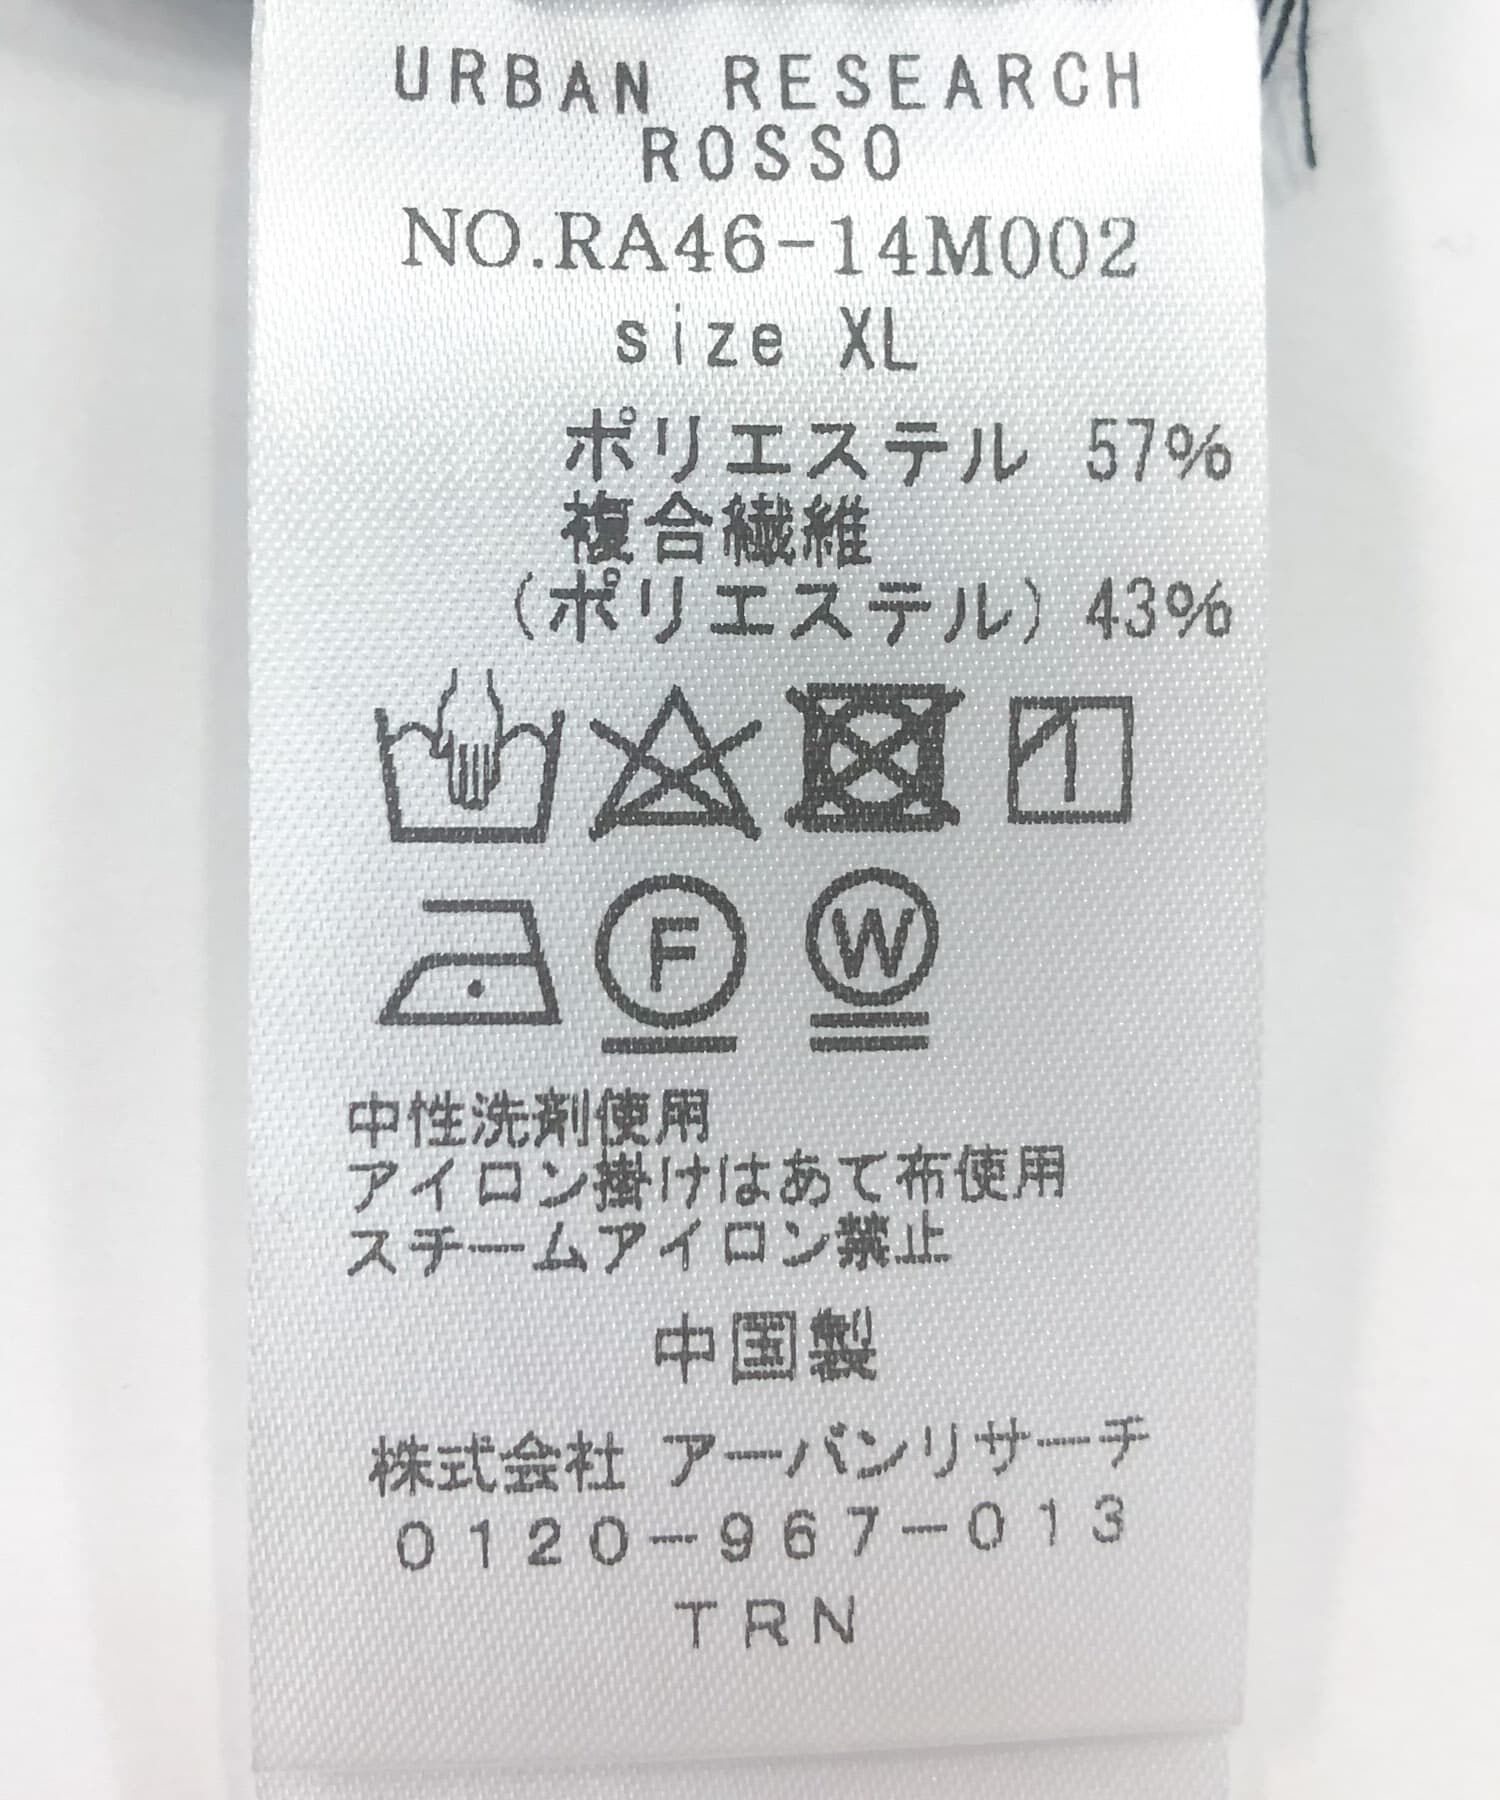 URBAN RESEARCH
ROSSO
NO.RA46-14M002
size XL
ポリエステル 57%
複合繊維
(ポリエステル) 43%
F W
中性洗剤使用
アイロン掛けはあて布使用
スチームアイロン禁止
中国製
株式会社 アーバンリサーチ
0120-967-013
TRN